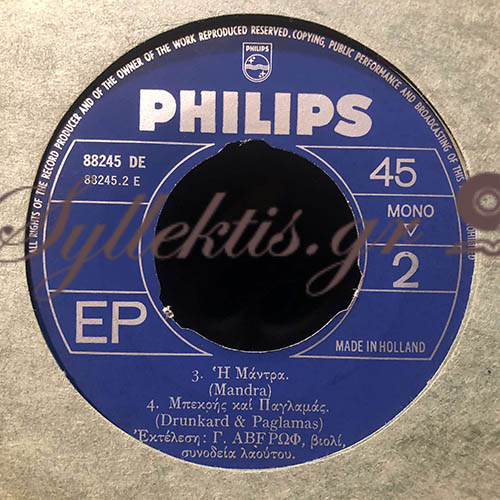 ALL RIGHTS OF THE RECORD PRODUCER AND OF THE OWNER OF THE WORK REPRODUCED RESERVED. COPYING, PUBLIC PERFORMANCE AND BROADCASTING OF THIS
PHILIPS
PHILIPS
88245 DE
88245.2 E
45
MONO
2
EP
MADE IN HOLLAND
Syllektis.gr
3. Ἡ Μάντρα.
(Mandra)
4. Μπεκρής καί Παγλαμάς.
(Drunkard & Paglamas)
Ἐκτέλεση: Γ. ΑΒΓΡΩΦ, βιολί,
συνοδεία λαούτου.